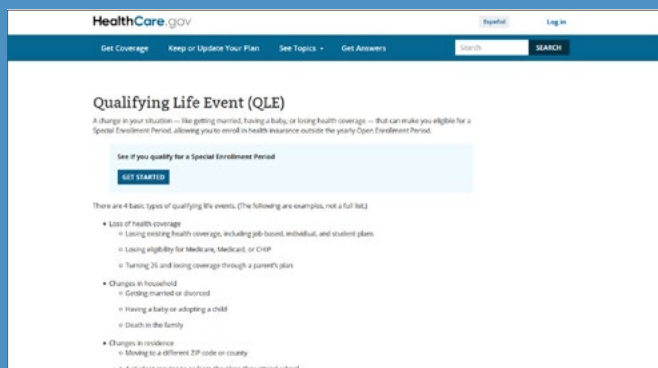 HealthCare.gov
Español
Log in
Get Coverage
Keep or Update Your Plan
See Topics
Get Answers
Search
SEARCH
Qualifying Life Event (QLE)
A change in your situation — like getting married, having a baby, or losing health coverage — that can make you eligible for a
Special Enrollment Period, allowing you to enroll in health insurance outside the yearly Open Enrollment Period.
See if you qualify for a Special Enrollment Period
GET STARTED
There are 4 basic types of qualifying life events. (The following are examples, not a full list.)
• Loss of health coverage
○ Losing existing health coverage, including job-based, individual, and student plans
○ Losing eligibility for Medicare, Medicaid, or CHIP
○ Turning 26 and losing coverage through a parent's plan
• Changes in household
○ Getting married or divorced
○ Having a baby or adopting a child
○ Death in the family
• Changes in residence
○ Moving to a different ZIP code or county